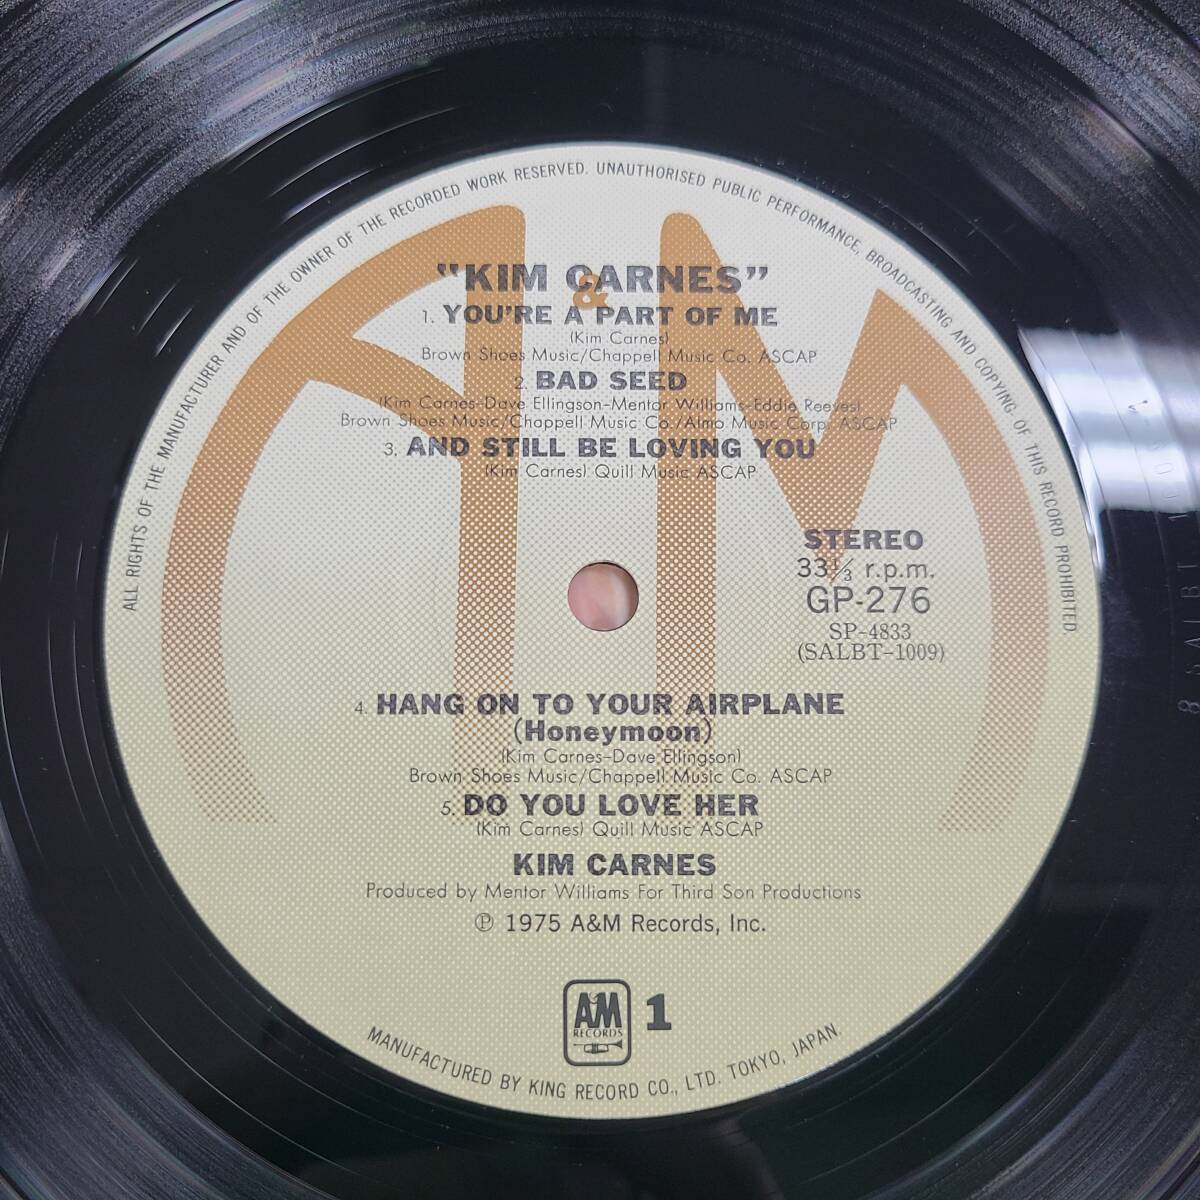 ALL RIGHTS OF THE MANUFACTURER AND OF THE OWNER OF THE RECORDED WORK RESERVED. UNAUTHORISED PUBLIC PERFORMANCE, BROADCASTING AND COPYING OF THIS RECORD PROHIBITED
"KIM CARNES"
&
1. YOU'RE A PART OF ME
(Kim Carnes)
Brown Shoes Music/Chappell Music Co. ASCAP
2. BAD SEED
(Kim Carnes-Dave Ellingson-Mentor Williams-Eddie Reeves)
Brown Shoes Music/Chappell Music Co./Almo Music Corp. ASCAP
3. AND STILL BE LOVING YOU
(Kim Carnes) Quill Music ASCAP
STEREO
33 1/3 r.p.m.
GP-276
SP-4833
(SALBT-1009)
4. HANG ON TO YOUR AIRPLANE
(Honeymoon)
(Kim Carnes-Dave Ellingson)
Brown Shoes Music/Chappell Music Co. ASCAP
5. DO YOU LOVE HER
(Kim Carnes) Quill Music ASCAP
KIM CARNES
Produced by Mentor Williams For Third Son Productions
℗ 1975 A&M Records, Inc.
A&M
RECORDS
1
MANUFACTURED BY KING RECORD CO., LTD. TOKYO, JAPAN